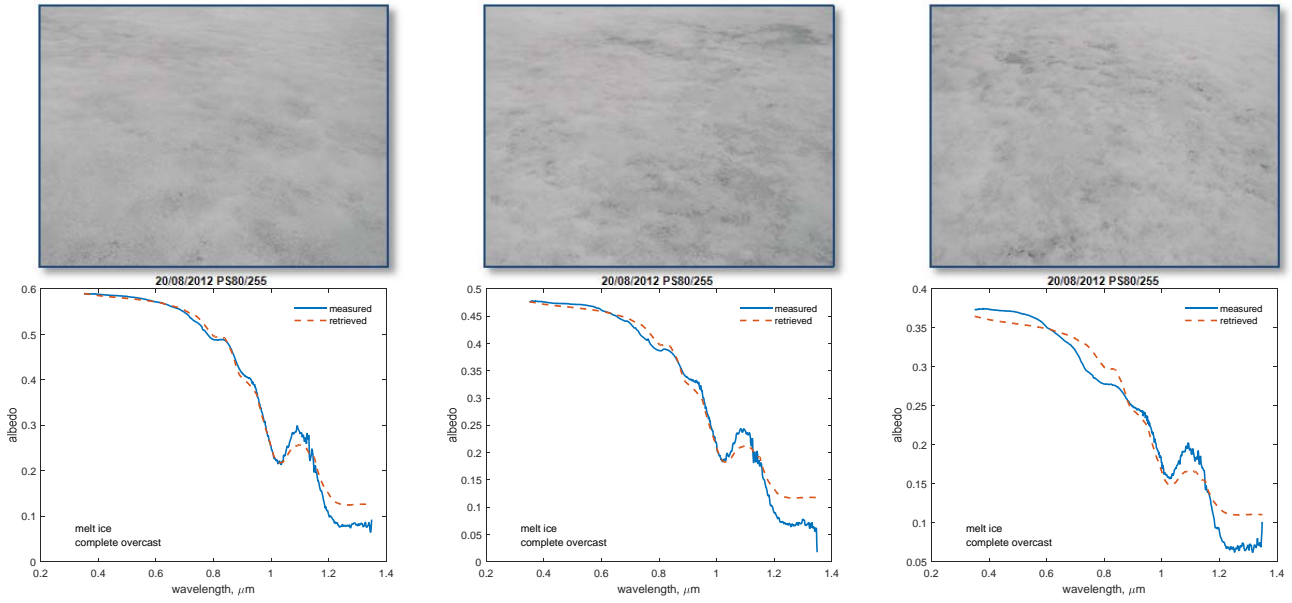 20/08/2012 PS80/255
0.6
0.5
0.4
0.3
0.2
0.1
0
albedo
measured
retrieved
melt ice
complete overcast
0.2 0.4 0.6 0.8 1 1.2 1.4
wavelength, μm
20/08/2012 PS80/255
0.5
0.45
0.4
0.35
0.3
0.25
0.2
0.15
0.1
0.05
0
albedo
measured
retrieved
melt ice
complete overcast
0.2 0.4 0.6 0.8 1 1.2 1.4
wavelength, μm
20/08/2012 PS80/255
0.4
0.35
0.3
0.25
0.2
0.15
0.1
0.05
albedo
measured
retrieved
melt ice
complete overcast
0.2 0.4 0.6 0.8 1 1.2 1.4
wavelength, μm